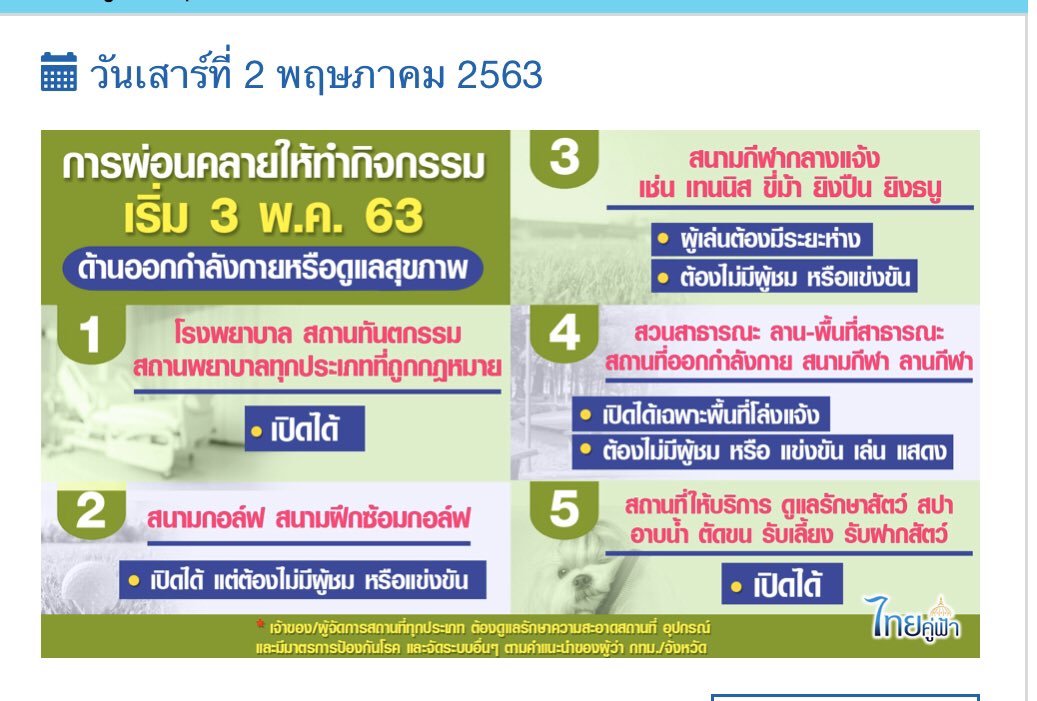 วันเสาร์ที่ 2 พฤษภาคม 2563
การผ่อนคลายให้ทำกิจกรรม
เริ่ม 3 พ.ค. 63
ด้านออกกำลังกายหรือดูแลสุขภาพ
1
โรงพยาบาล สถานทันตกรรม
สถานพยาบาลทุกประเภทที่ถูกกฎหมาย
• เปิดได้
2
สนามกอล์ฟ สนามฝึกซ้อมกอล์ฟ
• เปิดได้ แต่ต้องไม่มีผู้ชม หรือแข่งขัน
3
สนามกีฬากลางแจ้ง
เช่น เทนนิส ขี่ม้า ยิงปืน ยิงธนู
• ผู้เล่นต้องมีระยะห่าง
• ต้องไม่มีผู้ชม หรือแข่งขัน
4
สวนสาธารณะ ลาน-พื้นที่สาธารณะ
สถานที่ออกกำลังกาย สนามกีฬา ลานกีฬา
• เปิดได้เฉพาะพื้นที่โล่งแจ้ง
• ต้องไม่มีผู้ชม หรือ แข่งขัน เล่น แสดง
5
สถานที่ให้บริการ ดูแลรักษาสัตว์ สปา
อาบน้ำ ตัดขน รับเลี้ยง รับฝากสัตว์
• เปิดได้
* เจ้าของ/ผู้จัดการสถานที่ทุกประเภท ต้องดูแลรักษาความสะอาดสถานที่ อุปกรณ์
และมีมาตรการป้องกันโรค และจัดระบบอื่นๆ ตามคำแนะนำของผู้ว่า กทม./จังหวัด
ไทยคู่ฟ้า